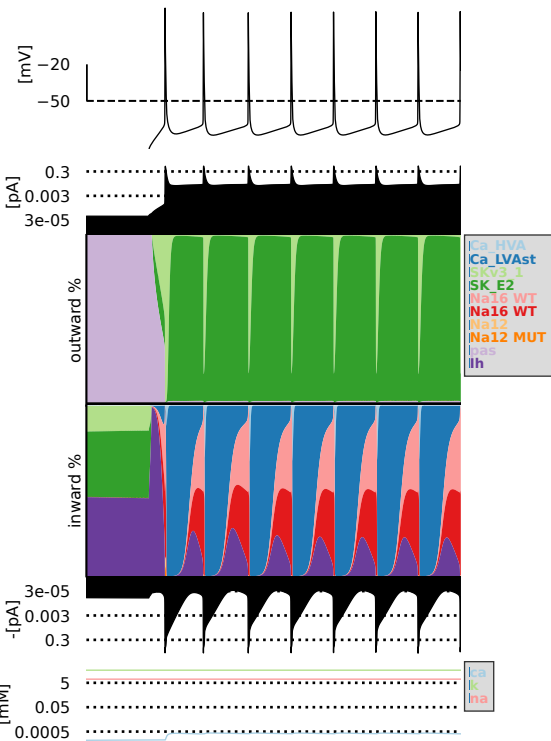 [mV]
−20
−50
[pA]
0.3
0.003
3e-05
outward %
Ca_HVA
Ca_LVAst
SKv3_1
SK_E2
Na16 WT
Na16 WT
Na12
Na12 MUT
pas
Ih
inward %
3e-05
0.003
0.3
-[pA]
ca
k
na
5
0.05
0.0005
[mM]